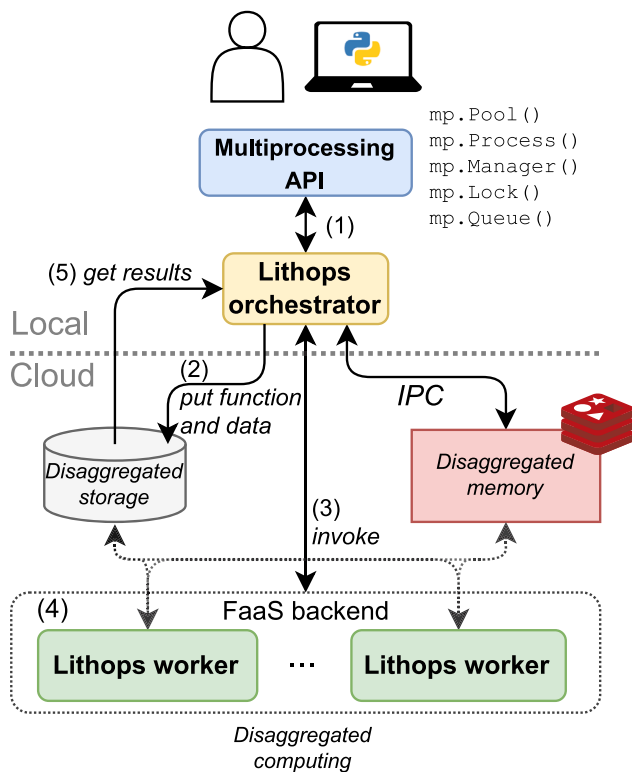 mp.Pool()
mp.Process()
mp.Manager()
mp.Lock()
mp.Queue()
Multiprocessing
API
(1)
(5) get results
Lithops
orchestrator
Local
Cloud
(2)
put function
and data
IPC
Disaggregated
storage
Disaggregated
memory
(3)
invoke
(4)
FaaS backend
Lithops worker
...
Lithops worker
Disaggregated
computing